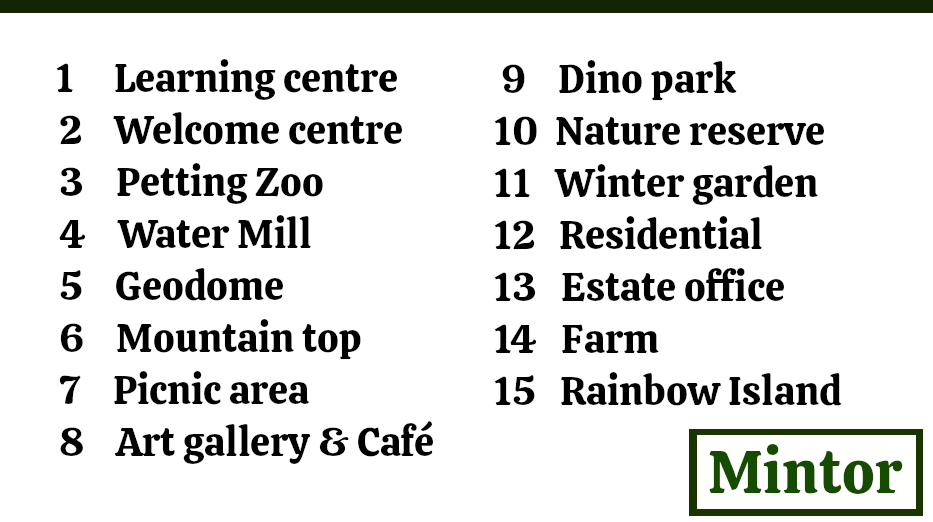 1 Learning centre
2 Welcome centre
3 Petting Zoo
4 Water Mill
5 Geodome
6 Mountain top
7 Picnic area
8 Art gallery & Café
9 Dino park
10 Nature reserve
11 Winter garden
12 Residential
13 Estate office
14 Farm
15 Rainbow Island
Mintor